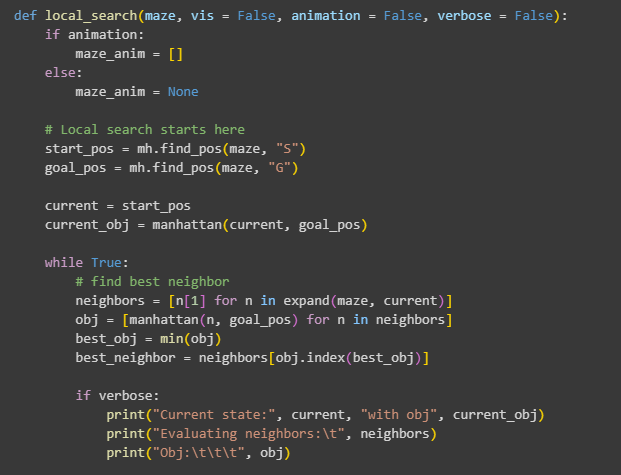 def local_search(maze, vis = False, animation = False, verbose = False):
    if animation:
        maze_anim = []
    else:
        maze_anim = None

    # Local search starts here
    start_pos = mh.find_pos(maze, "S")
    goal_pos = mh.find_pos(maze, "G")

    current = start_pos
    current_obj = manhattan(current, goal_pos)

    while True:
        # find best neighbor
        neighbors = [n[1] for n in expand(maze, current)]
        obj = [manhattan(n, goal_pos) for n in neighbors]
        best_obj = min(obj)
        best_neighbor = neighbors[obj.index(best_obj)]

        if verbose:
            print("Current state:", current, "with obj", current_obj)
            print("Evaluating neighbors:\t", neighbors)
            print("Obj:\t\t\t", obj)